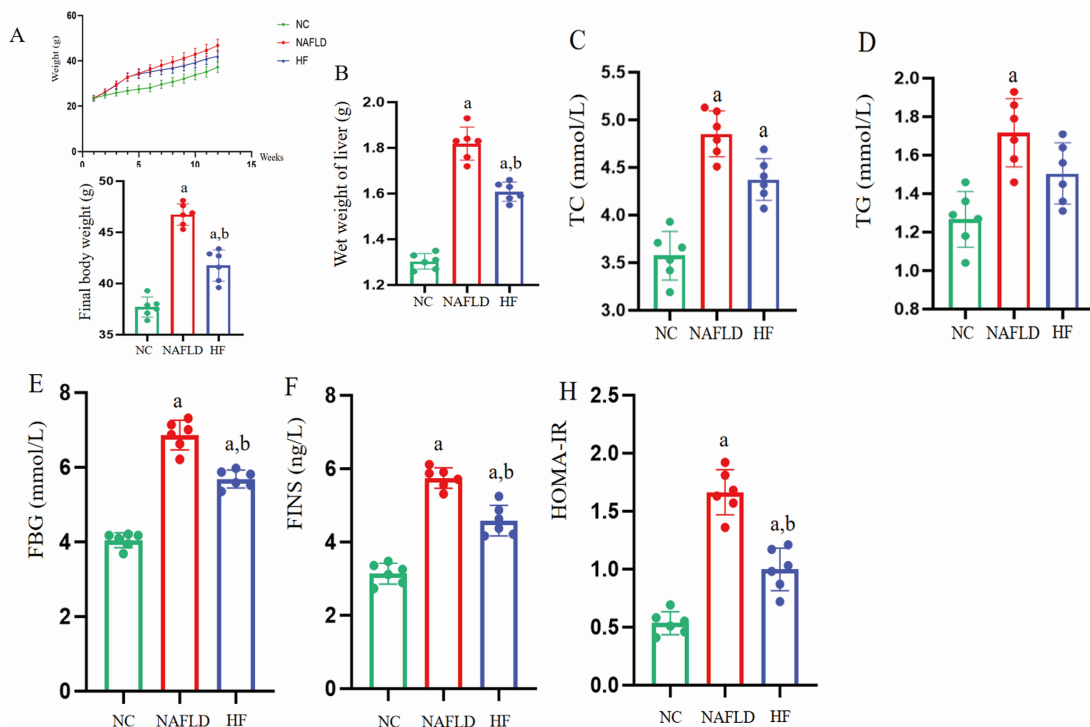 A
Weight (g)
60
40
20
0
0
5
10
15
Weeks
NC
NAFLD
HF
Final body weight (g)
50
45
40
35
a
a,b
NC
NAFLD
HF
B
Wet weight of liver (g)
2.0
1.8
1.6
1.4
1.2
a
a,b
NC
NAFLD
HF
C
TC (mmol/L)
5.5
5.0
4.5
4.0
3.5
3.0
a
a
NC
NAFLD
HF
D
TG (mmol/L)
2.0
1.8
1.6
1.4
1.2
1.0
0.8
a
NC
NAFLD
HF
E
FBG (mmol/L)
8
6
4
2
0
a
a,b
NC
NAFLD
HF
F
FINS (ng/L)
8
6
4
2
0
a
a,b
NC
NAFLD
HF
H
HOMA-IR
2.5
2.0
1.5
1.0
0.5
0.0
a
a,b
NC
NAFLD
HF